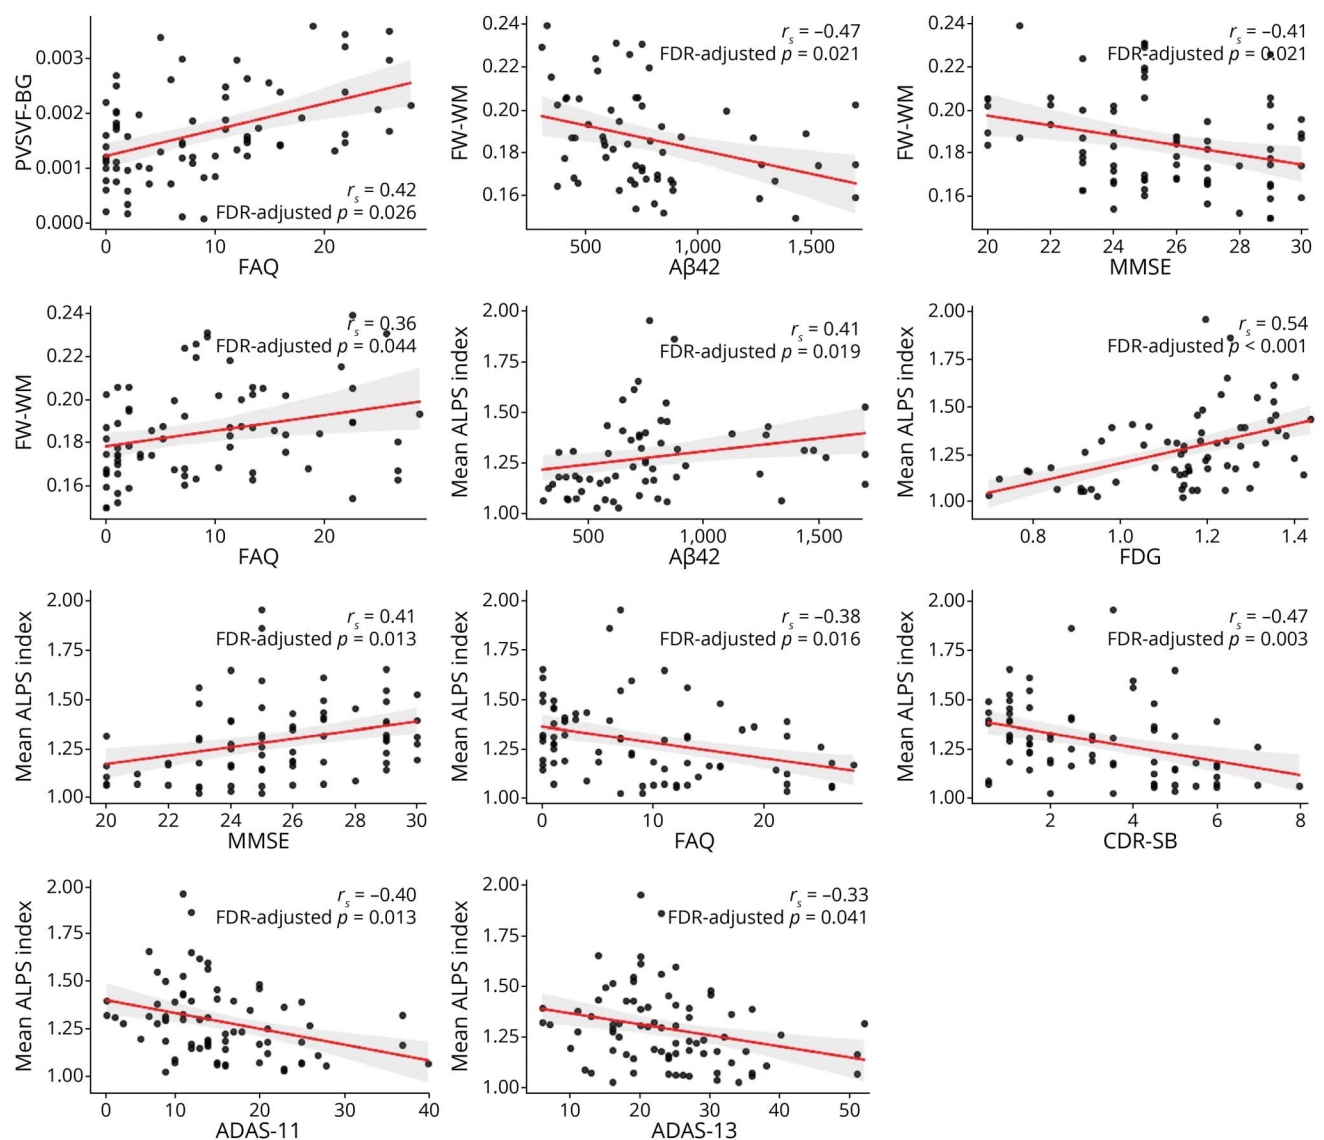 0.003
0.002
0.001
0.000
PVSVF-BG
rs = 0.42
FDR-adjusted p = 0.026
0 10 20
FAQ
0.24
0.22
0.20
0.18
0.16
FW-WM
rs = –0.47
FDR-adjusted p = 0.021
500 1,000 1,500
Aβ42
0.24
0.22
0.20
0.18
0.16
FW-WM
rs = –0.41
FDR-adjusted p = 0.021
20 22 24 26 28 30
MMSE
0.24
0.22
0.20
0.18
0.16
FW-WM
rs = 0.36
FDR-adjusted p = 0.044
0 10 20
FAQ
2.00
1.75
1.50
1.25
1.00
Mean ALPS index
rs = 0.41
FDR-adjusted p = 0.019
500 1,000 1,500
Aβ42
2.00
1.75
1.50
1.25
1.00
Mean ALPS index
rs = 0.54
FDR-adjusted p < 0.001
0.8 1.0 1.2 1.4
FDG
2.00
1.75
1.50
1.25
1.00
Mean ALPS index
rs = 0.41
FDR-adjusted p = 0.013
20 22 24 26 28 30
MMSE
2.00
1.75
1.50
1.25
1.00
Mean ALPS index
rs = –0.38
FDR-adjusted p = 0.016
0 10 20
FAQ
2.00
1.75
1.50
1.25
1.00
Mean ALPS index
rs = –0.47
FDR-adjusted p = 0.003
2 4 6 8
CDR-SB
2.00
1.75
1.50
1.25
1.00
Mean ALPS index
rs = –0.40
FDR-adjusted p = 0.013
0 10 20 30 40
ADAS-11
2.00
1.75
1.50
1.25
1.00
Mean ALPS index
rs = –0.33
FDR-adjusted p = 0.041
10 20 30 40 50
ADAS-13